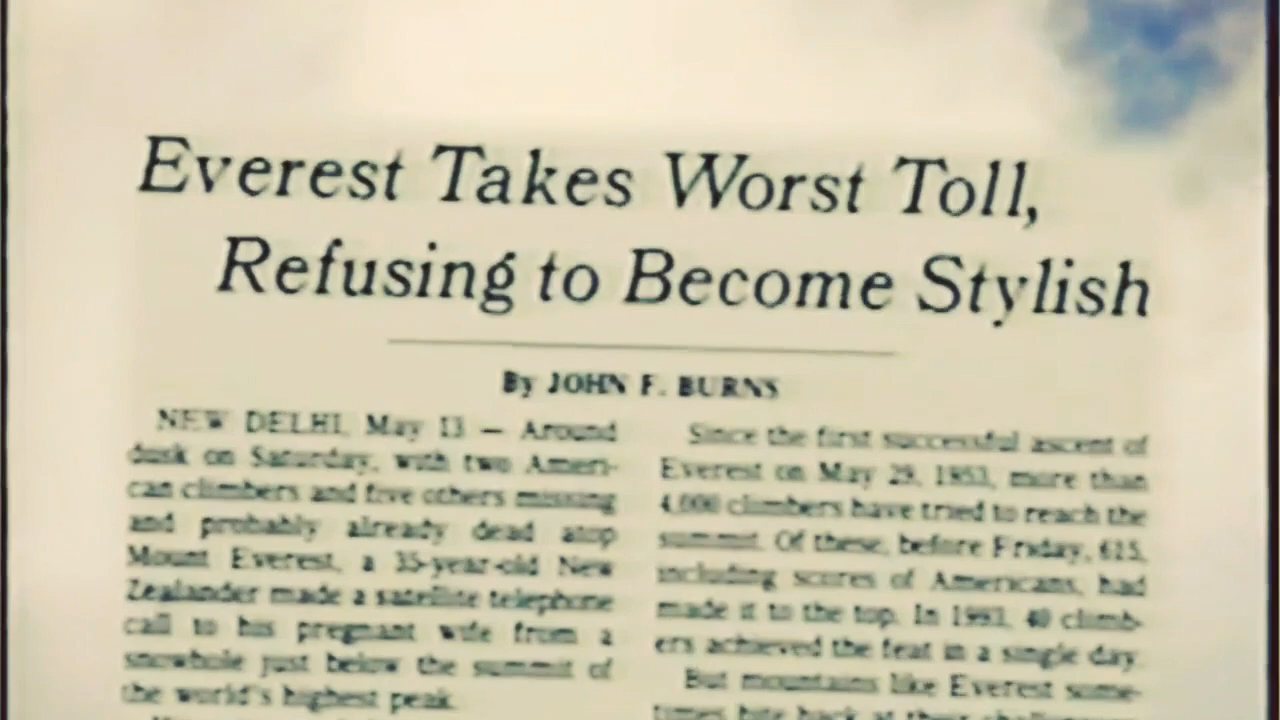 Everest Takes Worst Toll,
Refusing to Become Stylish
By JOHN F. BURNS
NEW DELHI, May 13 — Around
dusk on Saturday, with two Ameri-
can climbers and five others missing
and probably already dead atop
Mount Everest, a 35-year-old New
Zealander made a satellite telephone
call to his pregnant wife from a
snowhole just below the summit of
the world's highest peak.
Since the first successful ascent of
Everest on May 29, 1953, more than
4,000 climbers have tried to reach the
summit. Of these, before Friday, 615,
including scores of Americans, had
made it to the top. In 1993, 40 climb-
ers achieved the feat in a single day.
But mountains like Everest some-
times bite back at their